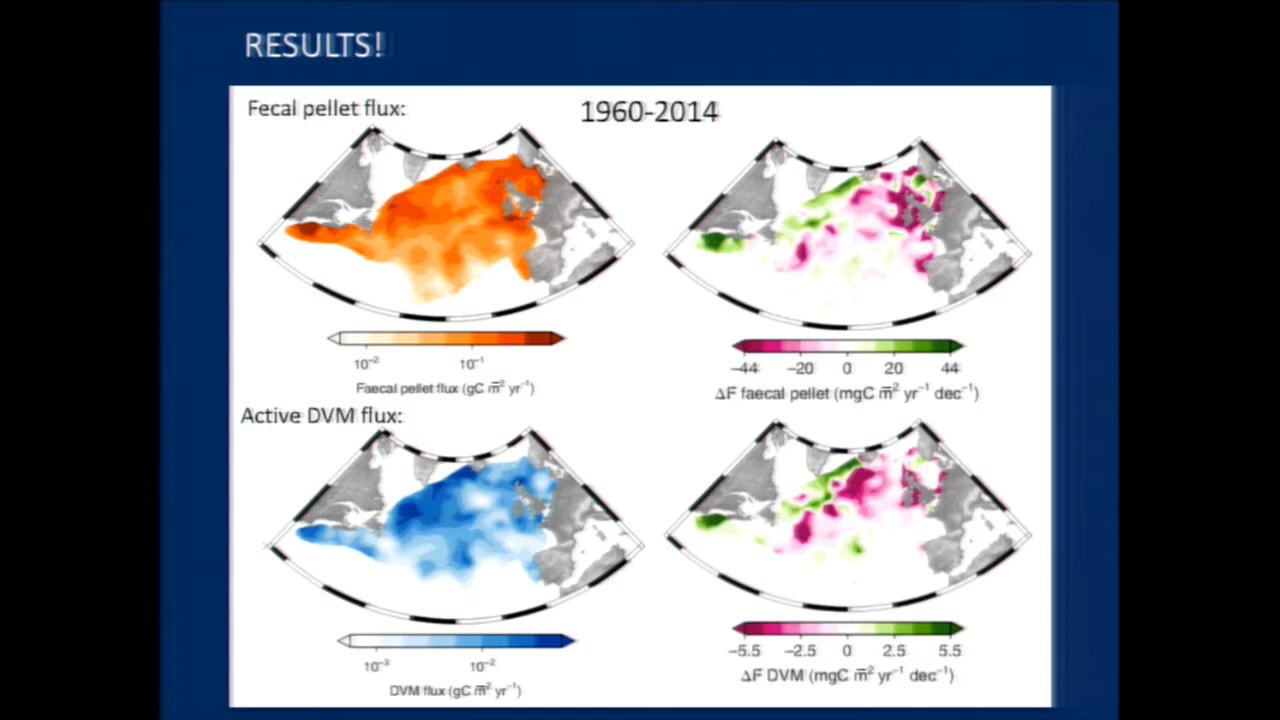 RESULTS!
Fecal pellet flux:
1960-2014
10⁻² 10⁻¹
Faecal pellet flux (gC m⁻² yr⁻¹)
−44 −20 0 20 44
ΔF faecal pellet (mgC m⁻² yr⁻¹ dec⁻¹)
Active DVM flux:
10⁻³ 10⁻²
DVM flux (gC m⁻² yr⁻¹)
−5.5 −2.5 0 2.5 5.5
ΔF DVM (mgC m⁻² yr⁻¹ dec⁻¹)